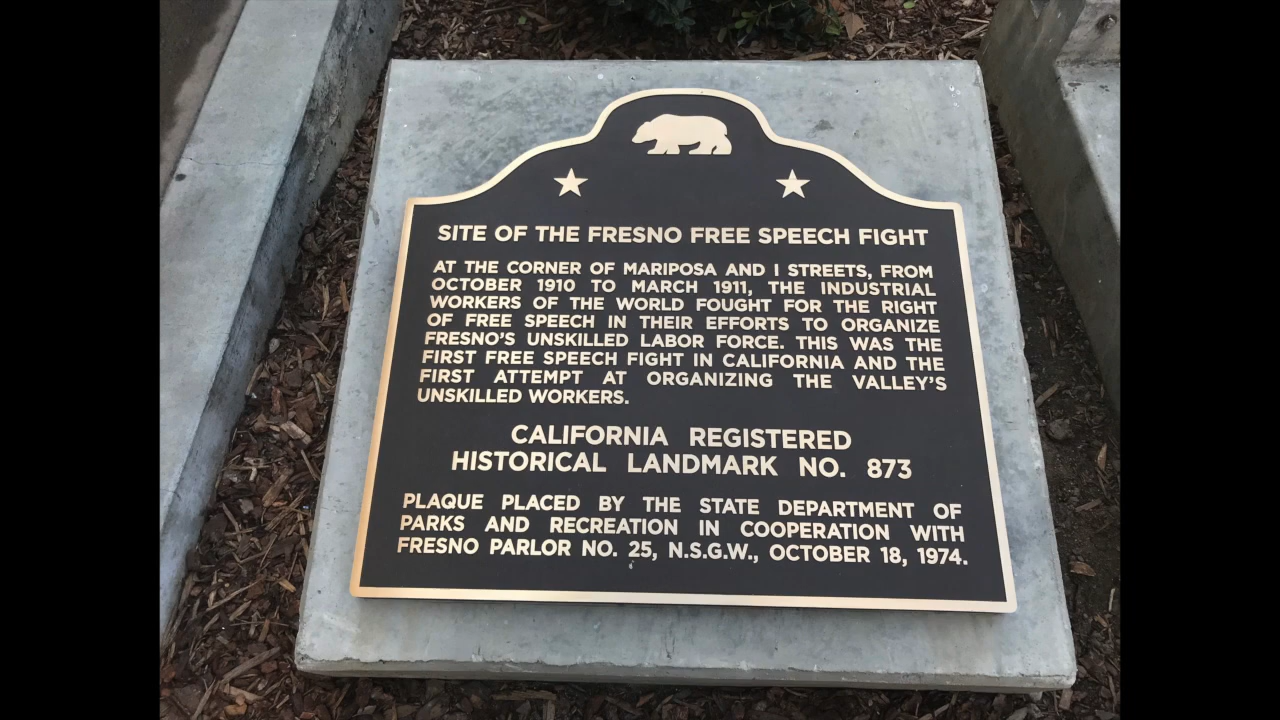 SITE OF THE FRESNO FREE SPEECH FIGHT
AT THE CORNER OF MARIPOSA AND I STREETS, FROM
OCTOBER 1910 TO MARCH 1911, THE INDUSTRIAL
WORKERS OF THE WORLD FOUGHT FOR THE RIGHT
OF FREE SPEECH IN THEIR EFFORTS TO ORGANIZE
FRESNO'S UNSKILLED LABOR FORCE. THIS WAS THE
FIRST FREE SPEECH FIGHT IN CALIFORNIA AND THE
FIRST ATTEMPT AT ORGANIZING THE VALLEY'S
UNSKILLED WORKERS.
CALIFORNIA REGISTERED
HISTORICAL LANDMARK NO. 873
PLAQUE PLACED BY THE STATE DEPARTMENT OF
PARKS AND RECREATION IN COOPERATION WITH
FRESNO PARLOR NO. 25, N.S.G.W., OCTOBER 18, 1974.